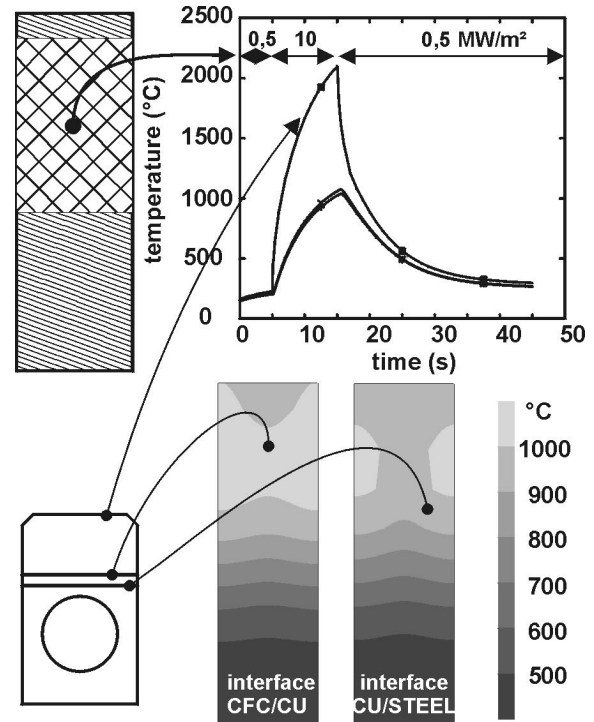 2500
2000
1500
1000
500
0
temperature (°C)
0,5
10
0,5 MW/m²
0 10 20 30 40 50
time (s)
°C
1000
900
800
700
600
500
interface
CFC/CU
interface
CU/STEEL